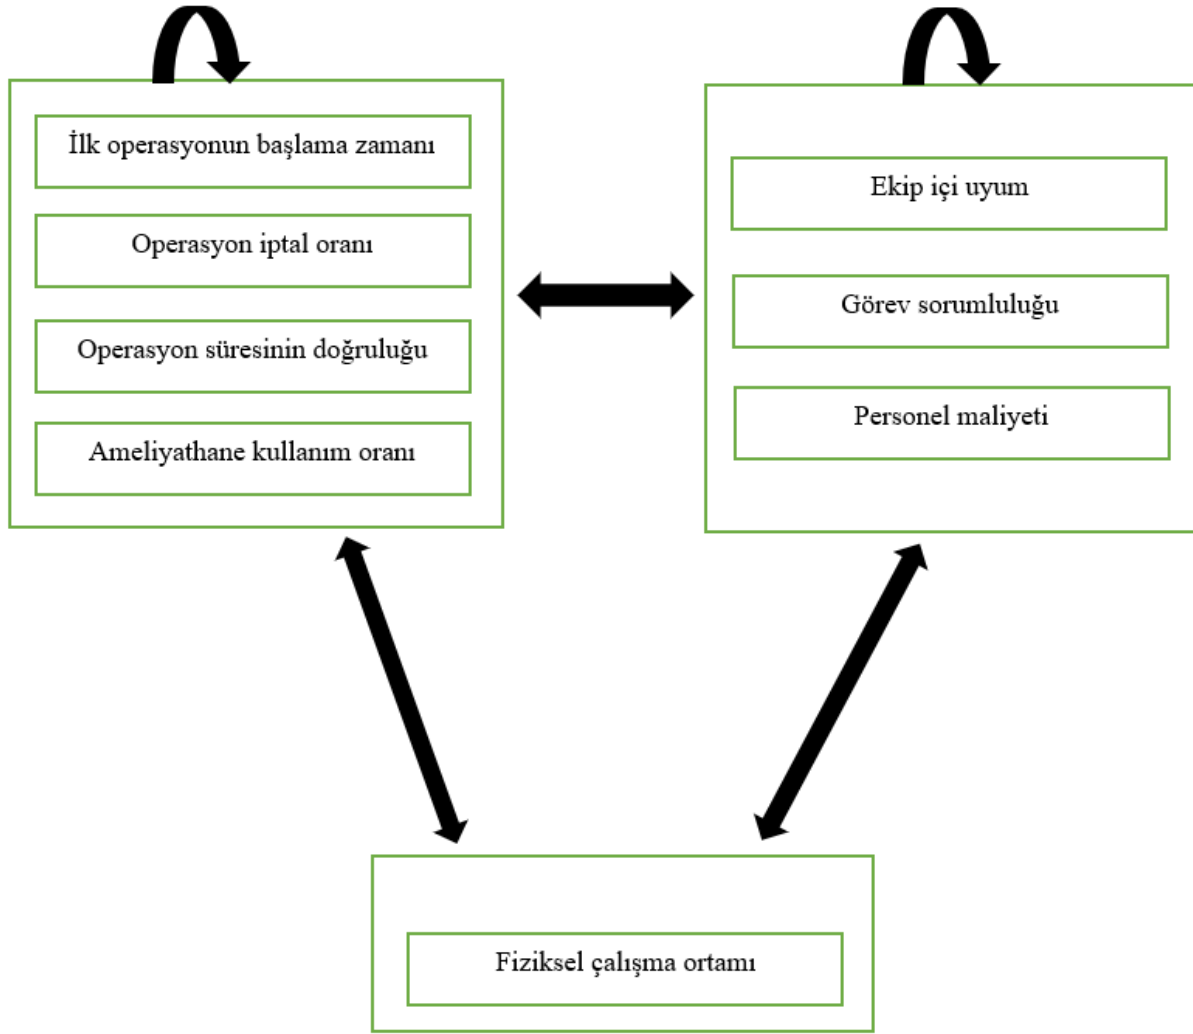 İlk operasyonun başlama zamanı
Operasyon iptal oranı
Operasyon süresinin doğruluğu
Ameliyathane kullanım oranı
Ekip içi uyum
Görev sorumluluğu
Personel maliyeti
Fiziksel çalışma ortamı